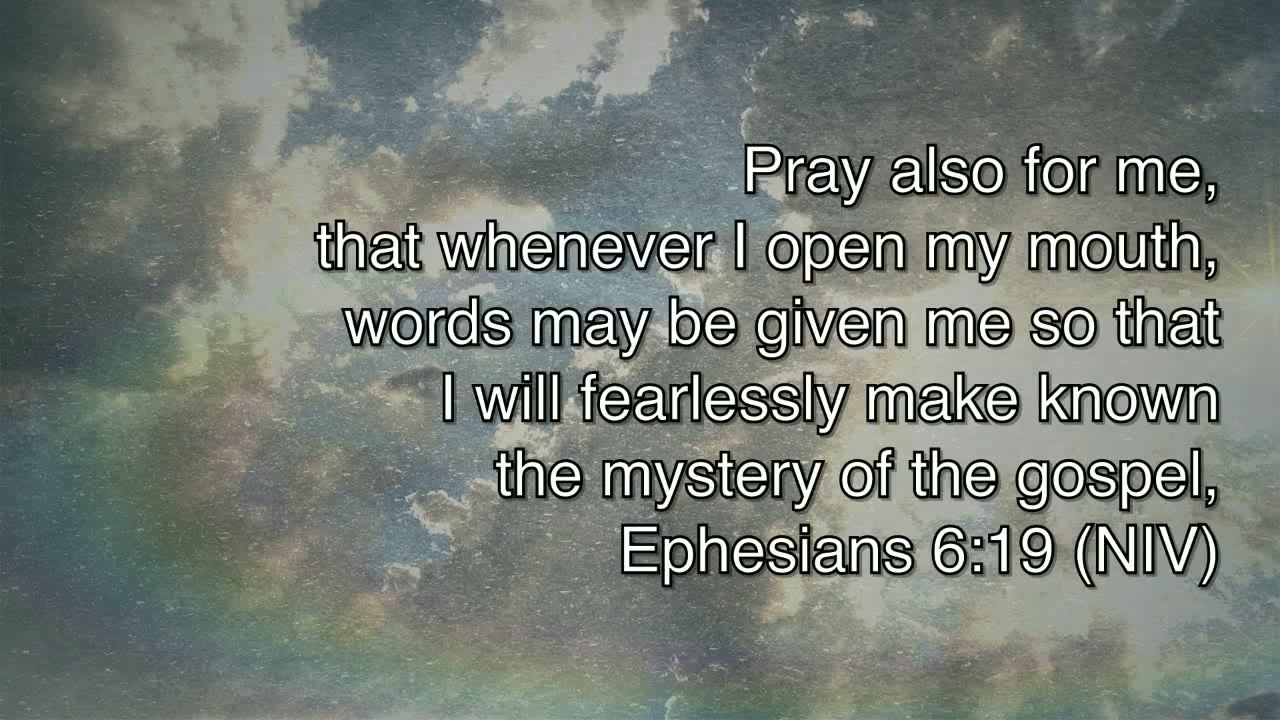 Pray also for me,
that whenever I open my mouth,
words may be given me so that
I will fearlessly make known
the mystery of the gospel,
Ephesians 6:19 (NIV)